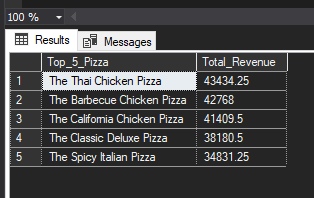 100 %
Results Messages
Top_5_Pizza Total_Revenue
1 The Thai Chicken Pizza 43434.25
2 The Barbecue Chicken Pizza 42768
3 The California Chicken Pizza 41409.5
4 The Classic Deluxe Pizza 38180.5
5 The Spicy Italian Pizza 34831.25